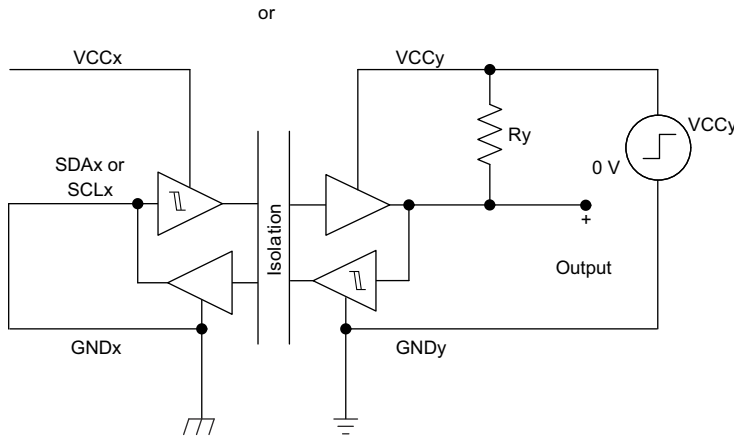 or
VCCx
VCCy
VCCy
Ry
0 V
SDAx or
SCLx
Isolation
+
Output
GNDx
GNDy